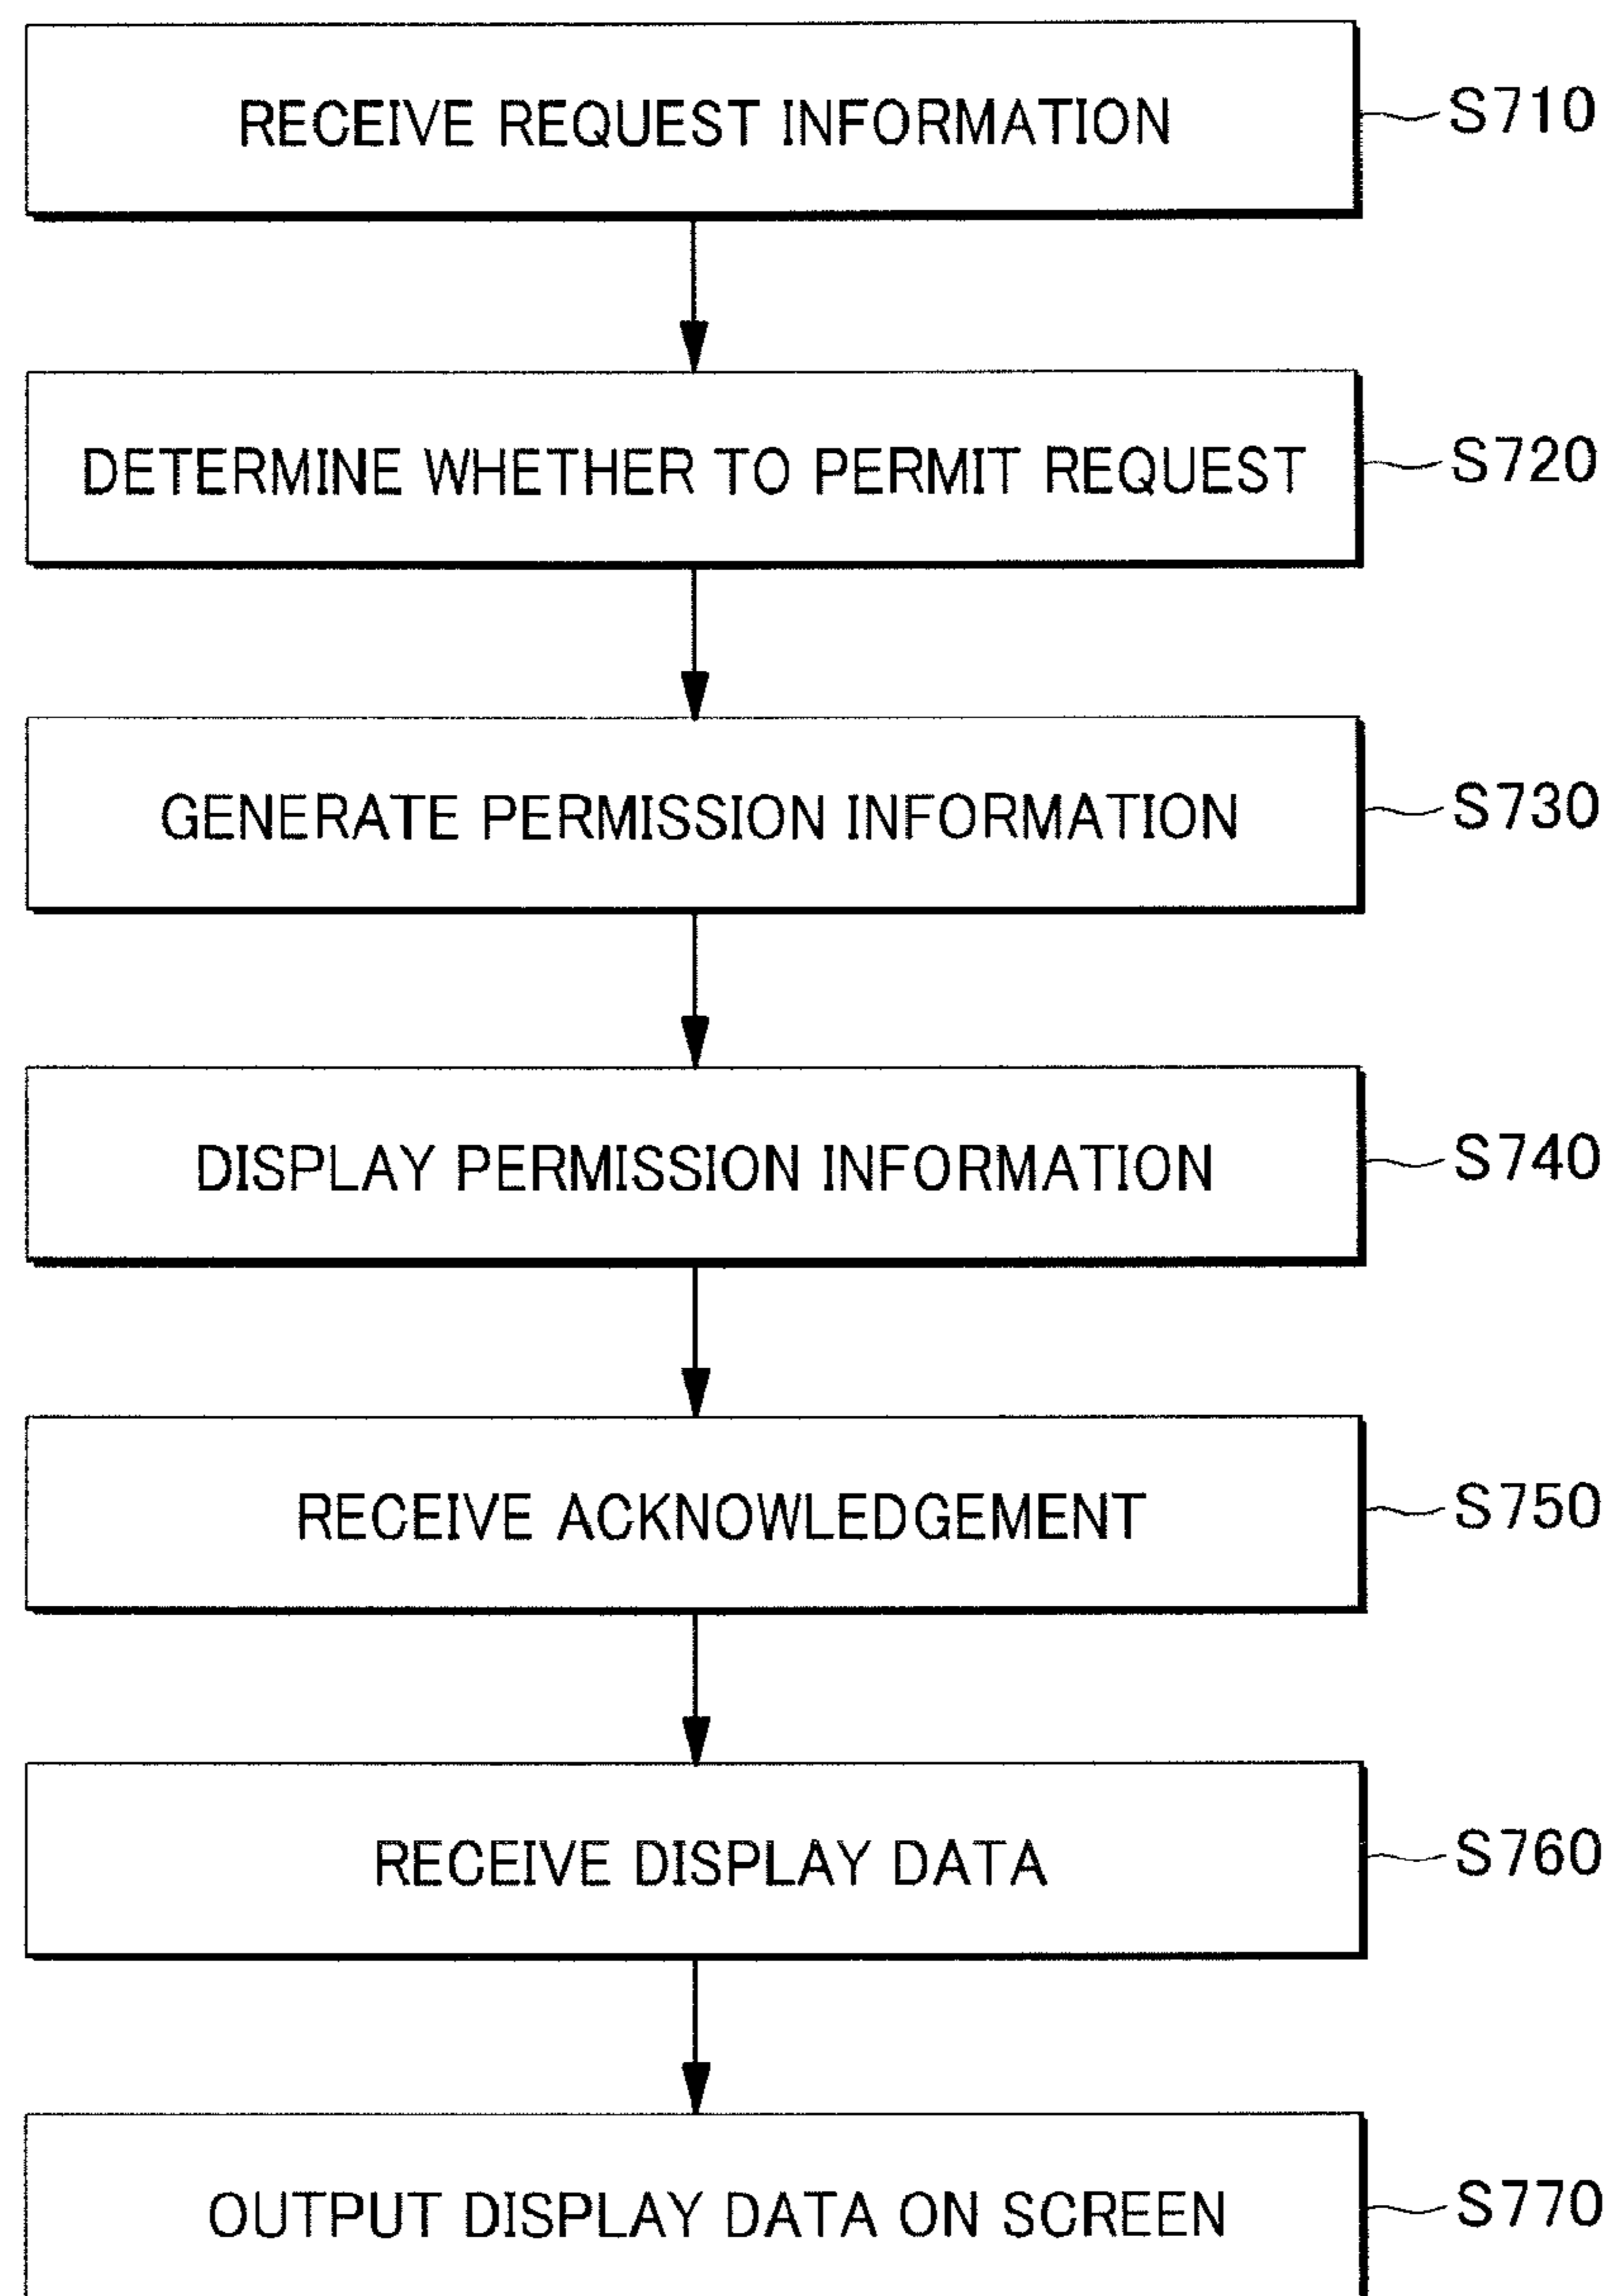 RECEIVE REQUEST INFORMATION S710
DETERMINE WHETHER TO PERMIT REQUEST S720
GENERATE PERMISSION INFORMATION S730
DISPLAY PERMISSION INFORMATION S740
RECEIVE ACKNOWLEDGEMENT S750
RECEIVE DISPLAY DATA S760
OUTPUT DISPLAY DATA ON SCREEN S770